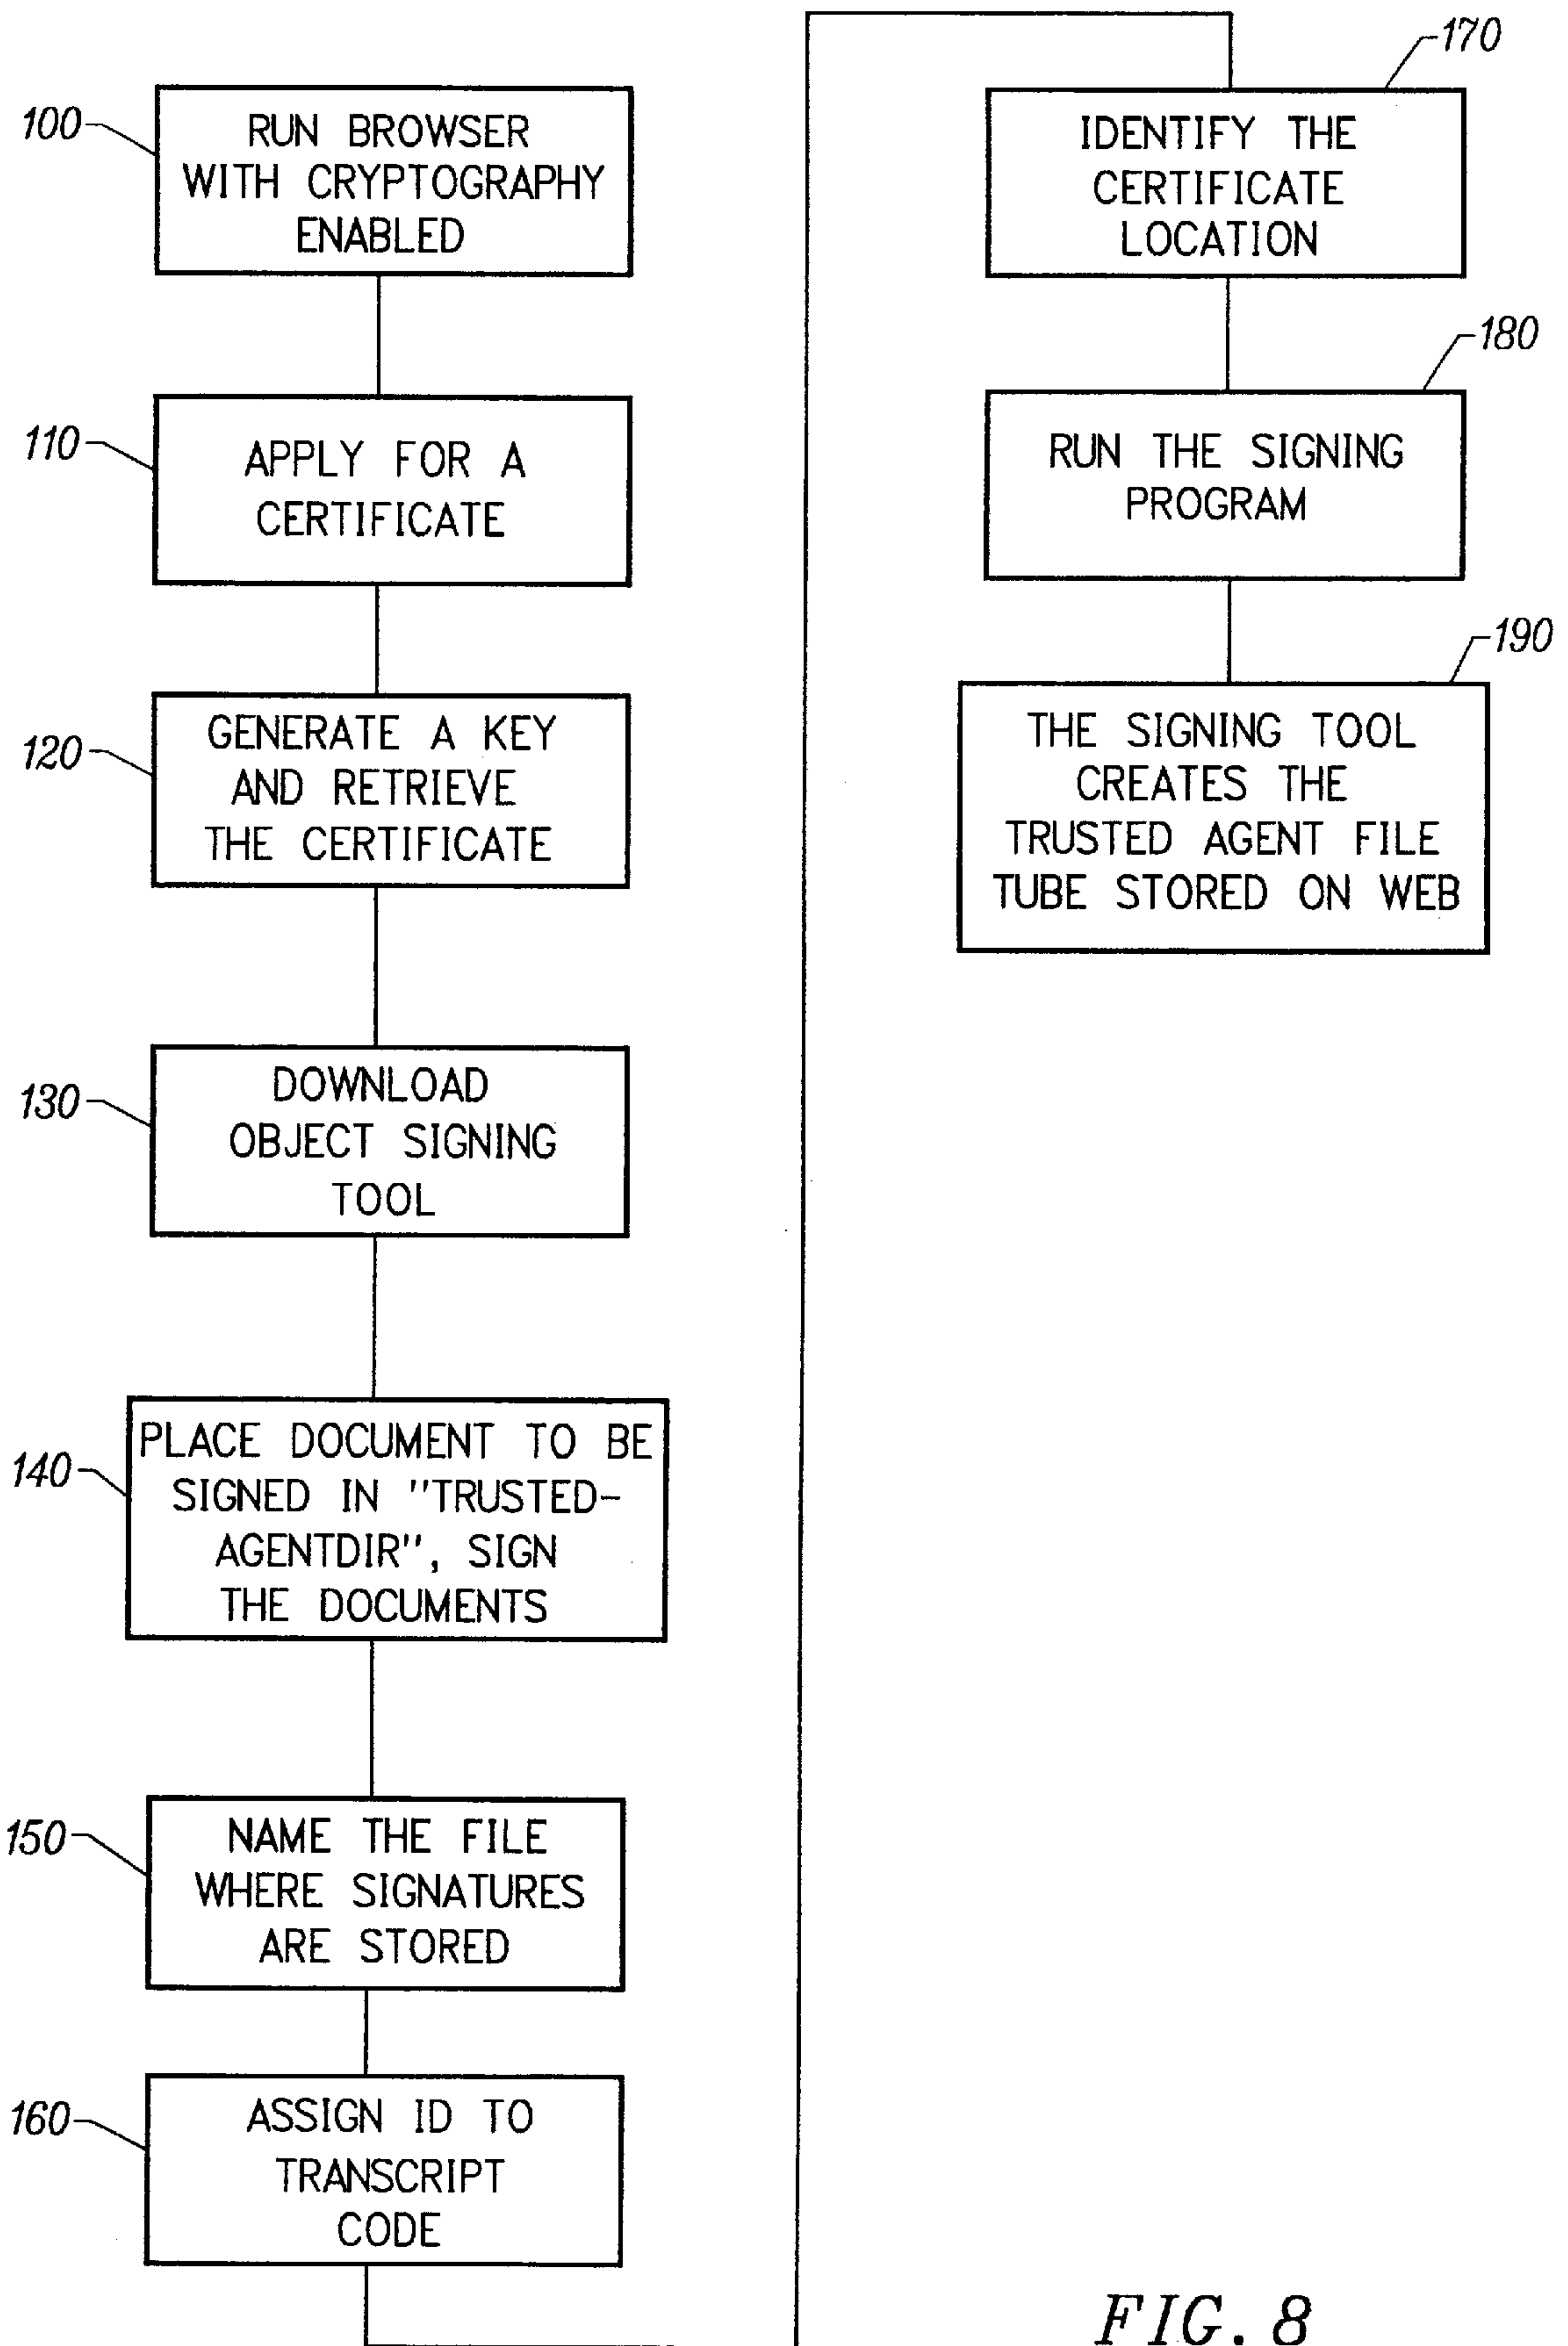 100
RUN BROWSER
WITH CRYPTOGRAPHY
ENABLED
110
APPLY FOR A
CERTIFICATE
120
GENERATE A KEY
AND RETRIEVE
THE CERTIFICATE
130
DOWNLOAD
OBJECT SIGNING
TOOL
140
PLACE DOCUMENT TO BE
SIGNED IN "TRUSTED-
AGENTDIR", SIGN
THE DOCUMENTS
150
NAME THE FILE
WHERE SIGNATURES
ARE STORED
160
ASSIGN ID TO
TRANSCRIPT
CODE
170
IDENTIFY THE
CERTIFICATE
LOCATION
180
RUN THE SIGNING
PROGRAM
190
THE SIGNING TOOL
CREATES THE
TRUSTED AGENT FILE
TUBE STORED ON WEB
FIG. 8